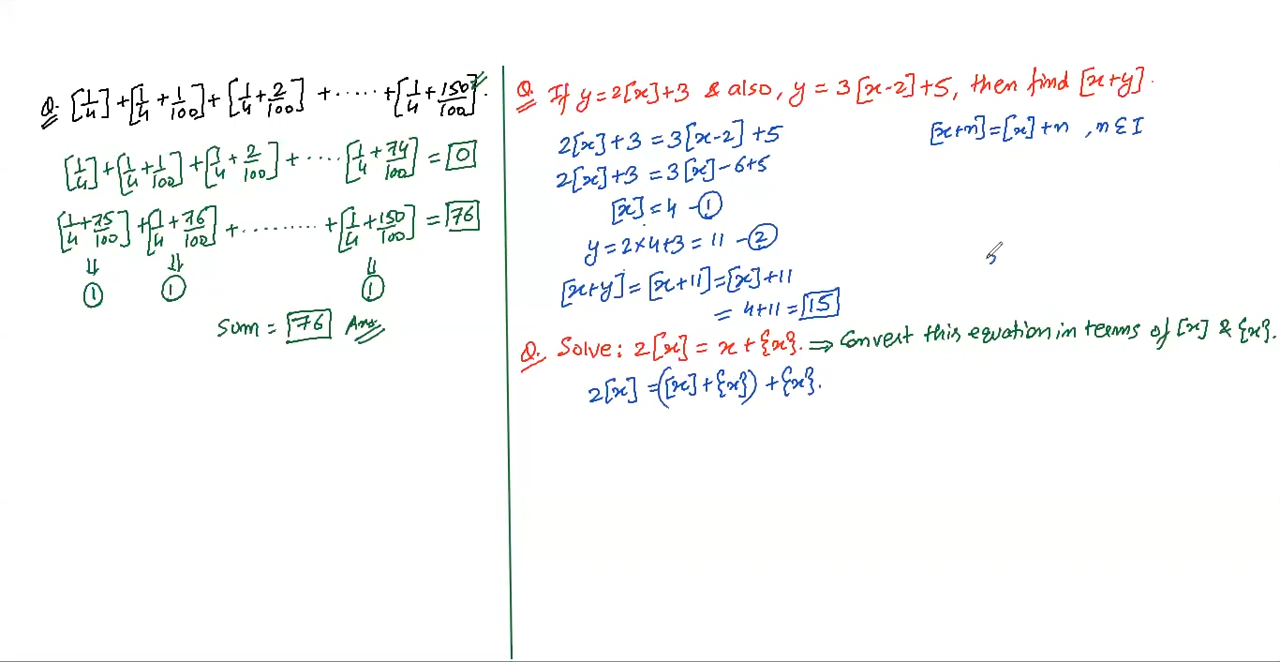 Q. [1/4] + [1/4 + 1/100] + [1/4 + 2/100] + ..... + [1/4 + 150/100].
[1/4] + [1/4 + 1/100] + [1/4 + 2/100] + .... [1/4 + 74/100] = 0
[1/4 + 75/100] + [1/4 + 76/100] + ......... + [1/4 + 150/100] = 76
⇓ ⇓ ⇓
1 1 1
Sum = 76 Ans
Q. If y = 2[x]+3 & also, y = 3[x-2]+5, then find [x+y].
2[x]+3 = 3[x-2]+5
[x+n] = [x]+n , n ∈ I
2[x]+3 = 3[x]-6+5
[x] = 4 - ①
y = 2×4+3 = 11 - ②
[x+y] = [x+11] = [x]+11
= 4+11 = 15
Q. Solve: 2[x] = x + {x}. ⇒ Convert this equation in terms of [x] & {x}.
2[x] = ([x]+{x}) + {x}.